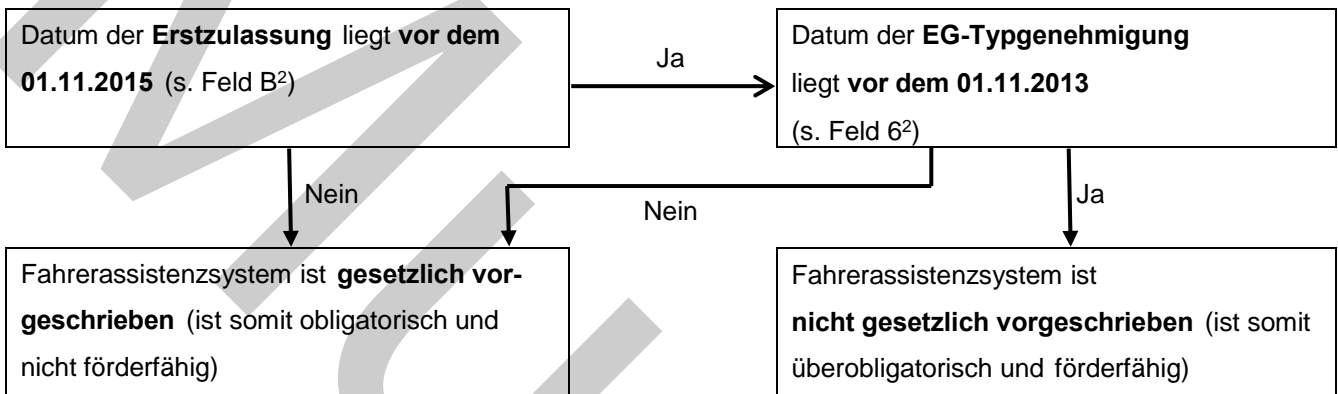 Datum der Erstzulassung liegt vor dem
01.11.2015 (s. Feld B²)
Ja
Datum der EG-Typgenehmigung
liegt vor dem 01.11.2013
(s. Feld 6²)
Nein
Nein
Ja
Fahrerassistenzsystem ist gesetzlich vor-
geschrieben (ist somit obligatorisch und
nicht förderfähig)
Fahrerassistenzsystem ist
nicht gesetzlich vorgeschrieben (ist somit
überobligatorisch und förderfähig)